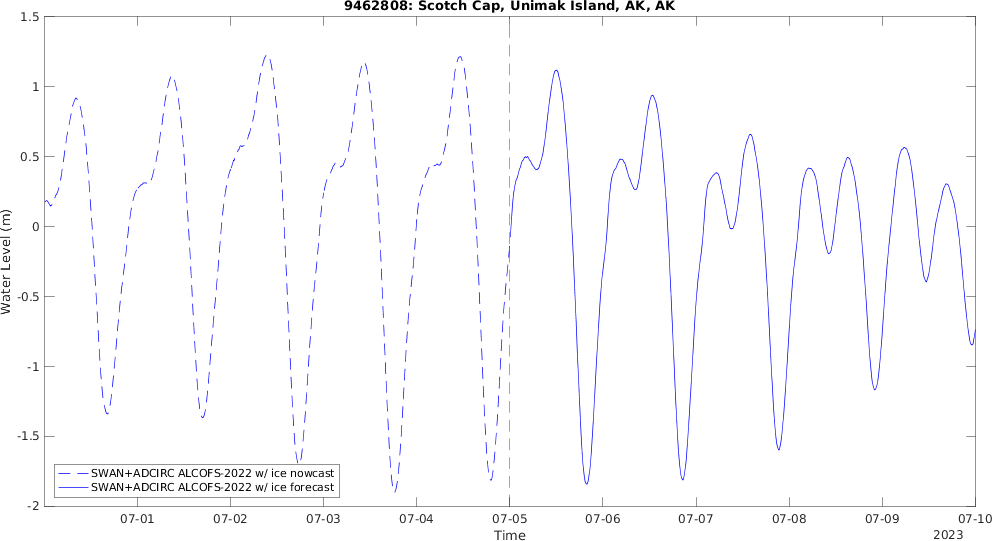 9462808: Scotch Cap, Unimak Island, AK, AK
1.5
1
0.5
0
-0.5
-1
-1.5
-2
Water Level (m)
SWAN+ADCIRC ALCOFS-2022 w/ ice nowcast
SWAN+ADCIRC ALCOFS-2022 w/ ice forecast
07-01 07-02 07-03 07-04 07-05 07-06 07-07 07-08 07-09 07-10
Time
2023